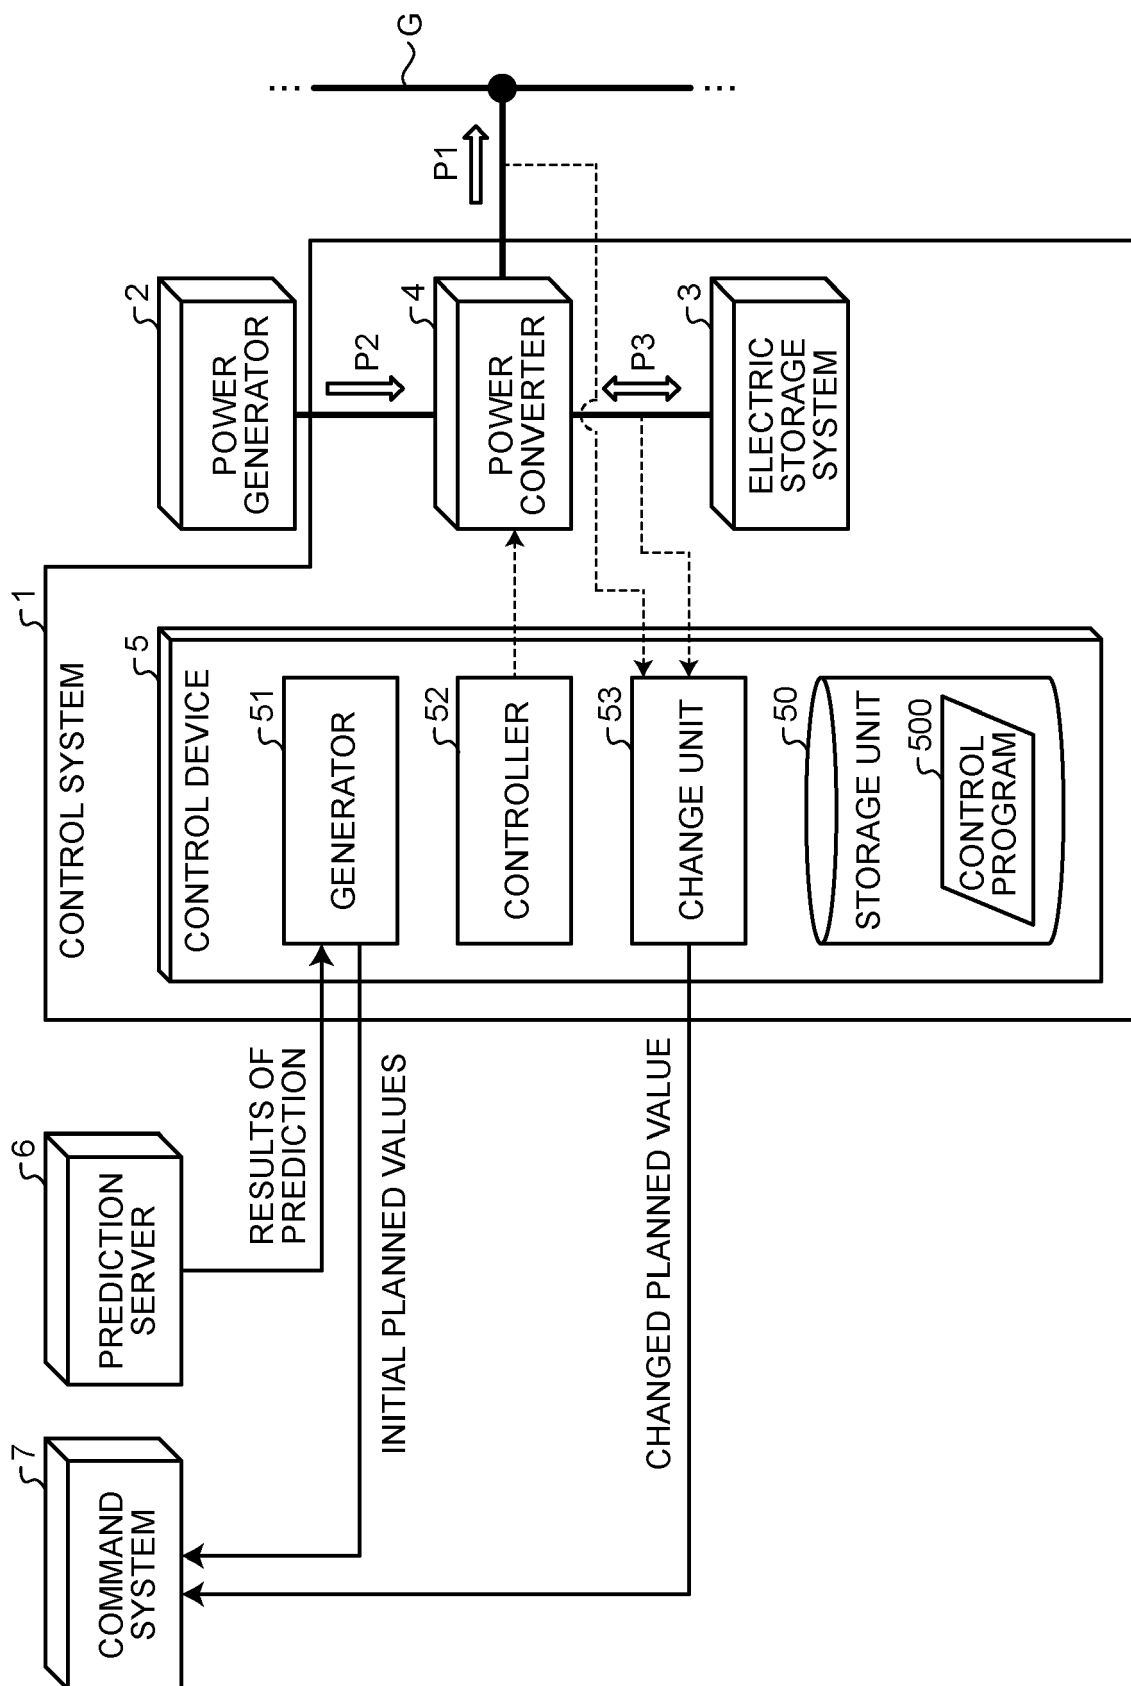 7
COMMAND
SYSTEM
6
PREDICTION
SERVER
RESULTS OF
PREDICTION
INITIAL PLANNED VALUES
CHANGED PLANNED VALUE
1
CONTROL SYSTEM
5
CONTROL DEVICE
51
GENERATOR
52
CONTROLLER
53
CHANGE UNIT
50
STORAGE UNIT
500
CONTROL
PROGRAM
2
POWER
GENERATOR
P2
4
POWER
CONVERTER
P3
3
ELECTRIC
STORAGE
SYSTEM
P1
G
...
...